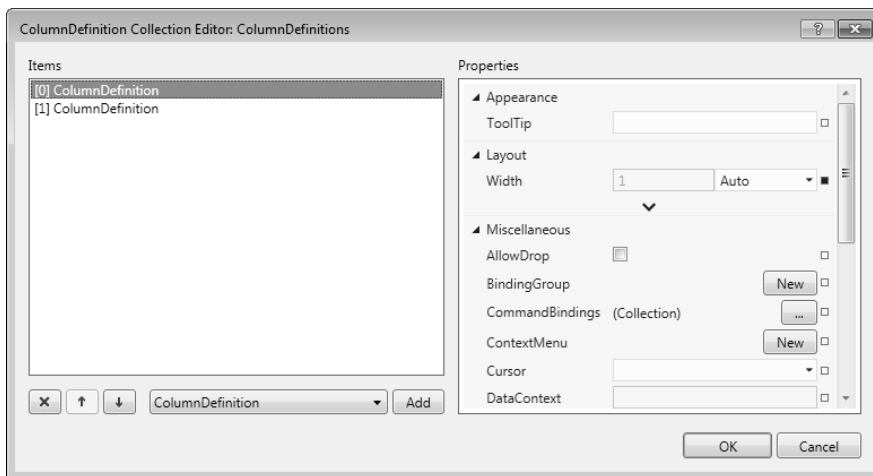 ColumnDefinition Collection Editor: ColumnDefinitions
Items
[0] ColumnDefinition
[1] ColumnDefinition
ColumnDefinition
Add
Properties
Appearance
ToolTip
Layout
Width 1 Auto
Miscellaneous
AllowDrop
BindingGroup New
CommandBindings (Collection) ...
ContextMenu New
Cursor
DataContext
OK Cancel